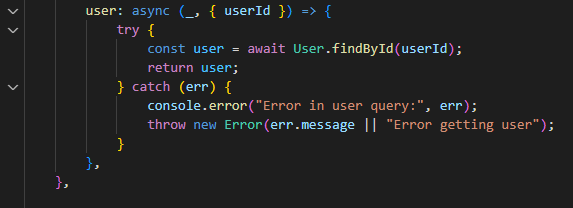 user: async (_, { userId }) => {
try {
const user = await User.findById(userId);
return user;
} catch (err) {
console.error("Error in user query:", err);
throw new Error(err.message || "Error getting user");
}
},
},